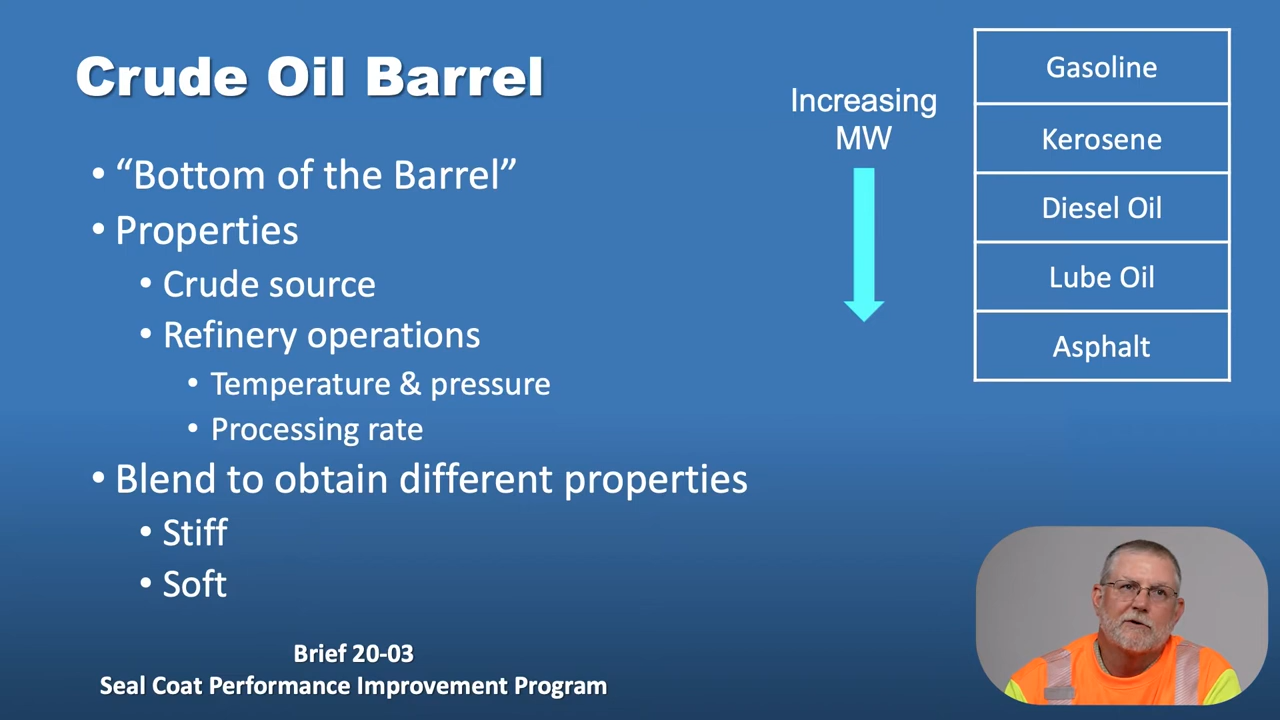 Crude Oil Barrel
• “Bottom of the Barrel”
• Properties
• Crude source
• Refinery operations
• Temperature & pressure
• Processing rate
• Blend to obtain different properties
• Stiff
• Soft
Brief 20-03
Seal Coat Performance Improvement Program
Increasing
MW
Gasoline
Kerosene
Diesel Oil
Lube Oil
Asphalt